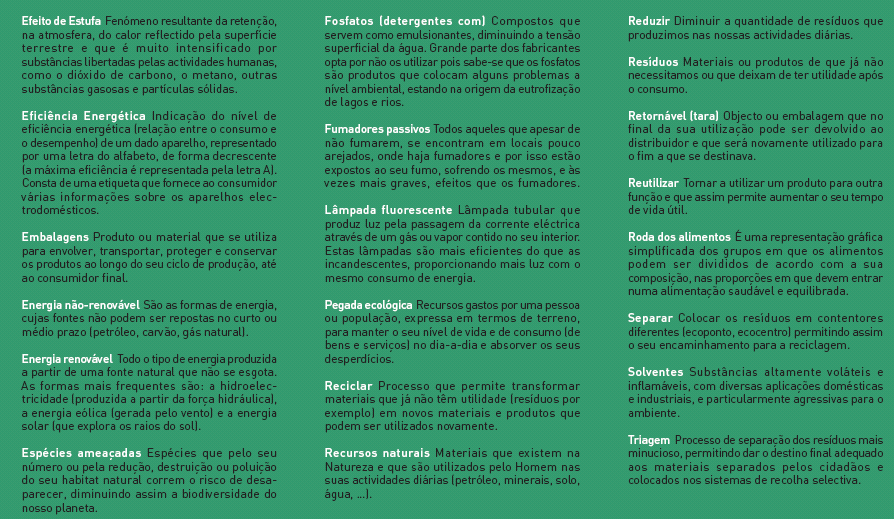 Efeito de Estufa Fenómeno resultante da retenção,
na atmosfera, do calor reflectido pela superfície
terrestre e que é muito intensificado por
substâncias libertadas pelas actividades humanas,
como o dióxido de carbono, o metano, outras
substâncias gasosas e partículas sólidas.
Eficiência Energética Indicação do nível de
eficiência energética (relação entre o consumo e
o desempenho) de um dado aparelho, representado
por uma letra do alfabeto, de forma decrescente
(a máxima eficiência é representada pela letra A).
Consta de uma etiqueta que fornece ao consumidor
várias informações sobre os aparelhos elec-
trodomésticos.
Embalagens Produto ou material que se utiliza
para envolver, transportar, proteger e conservar
os produtos ao longo do seu ciclo de produção, até
ao consumidor final.
Energia não-renovável São as formas de energia,
cujas fontes não podem ser repostas no curto ou
médio prazo (petróleo, carvão, gás natural).
Energia renovável Todo o tipo de energia produzida
a partir de uma fonte natural que não se esgota.
As formas mais frequentes são: a hidroelec-
tricidade (produzida a partir da força hidráulica),
a energia eólica (gerada pelo vento) e a energia
solar (que explora os raios do sol).
Espécies ameaçadas Espécies que pelo seu
número ou pela redução, destruição ou poluição
do seu habitat natural correm o risco de desa-
parecer, diminuindo assim a biodiversidade do
nosso planeta.
Fosfatos (detergentes com) Compostos que
servem como emulsionantes, diminuindo a tensão
superficial da água. Grande parte dos fabricantes
opta por não os utilizar pois sabe-se que os fosfatos
são produtos que colocam alguns problemas a
nível ambiental, estando na origem da eutrofização
de lagos e rios.
Fumadores passivos Todos aqueles que apesar de
não fumarem, se encontram em locais pouco
arejados, onde haja fumadores e por isso estão
expostos ao seu fumo, sofrendo os mesmos, e às
vezes mais graves, efeitos que os fumadores.
Lâmpada fluorescente Lâmpada tubular que
produz luz pela passagem da corrente eléctrica
através de um gás ou vapor contido no seu interior.
Estas lâmpadas são mais eficientes do que as
incandescentes, proporcionando mais luz com o
mesmo consumo de energia.
Pegada ecológica Recursos gastos por uma pessoa
ou população, expressa em termos de terreno,
para manter o seu nível de vida e de consumo (de
bens e serviços) no dia-a-dia e absorver os seus
desperdícios.
Reciclar Processo que permite transformar
materiais que já não têm utilidade (resíduos por
exemplo) em novos materiais e produtos que
podem ser utilizados novamente.
Recursos naturais Materiais que existem na
Natureza e que são utilizados pelo Homem nas
suas actividades diárias (petróleo, minerais, solo,
água, ...).
Reduzir Diminuir a quantidade de resíduos que
produzimos nas nossas actividades diárias.
Resíduos Materiais ou produtos de que já não
necessitamos ou que deixam de ter utilidade após
o consumo.
Retornável (tara) Objecto ou embalagem que no
final da sua utilização pode ser devolvido ao
distribuidor e que será novamente utilizado para
o fim a que se destinava.
Reutilizar Tornar a utilizar um produto para outra
função e que assim permite aumentar o seu tempo
de vida útil.
Roda dos alimentos É uma representação gráfica
simplificada dos grupos em que os alimentos
podem ser divididos de acordo com a sua
composição, nas proporções em que devem entrar
numa alimentação saudável e equilibrada.
Separar Colocar os resíduos em contentores
diferentes (ecoponto, ecocentro) permitindo assim
o seu encaminhamento para a reciclagem.
Solventes Substâncias altamente voláteis e
inflamáveis, com diversas aplicações domésticas
e industriais, e particularmente agressivas para o
ambiente.
Triagem Processo de separação dos resíduos mais
minucioso, permitindo dar o destino final adequado
aos materiais separados pelos cidadãos e
colocados nos sistemas de recolha selectiva.